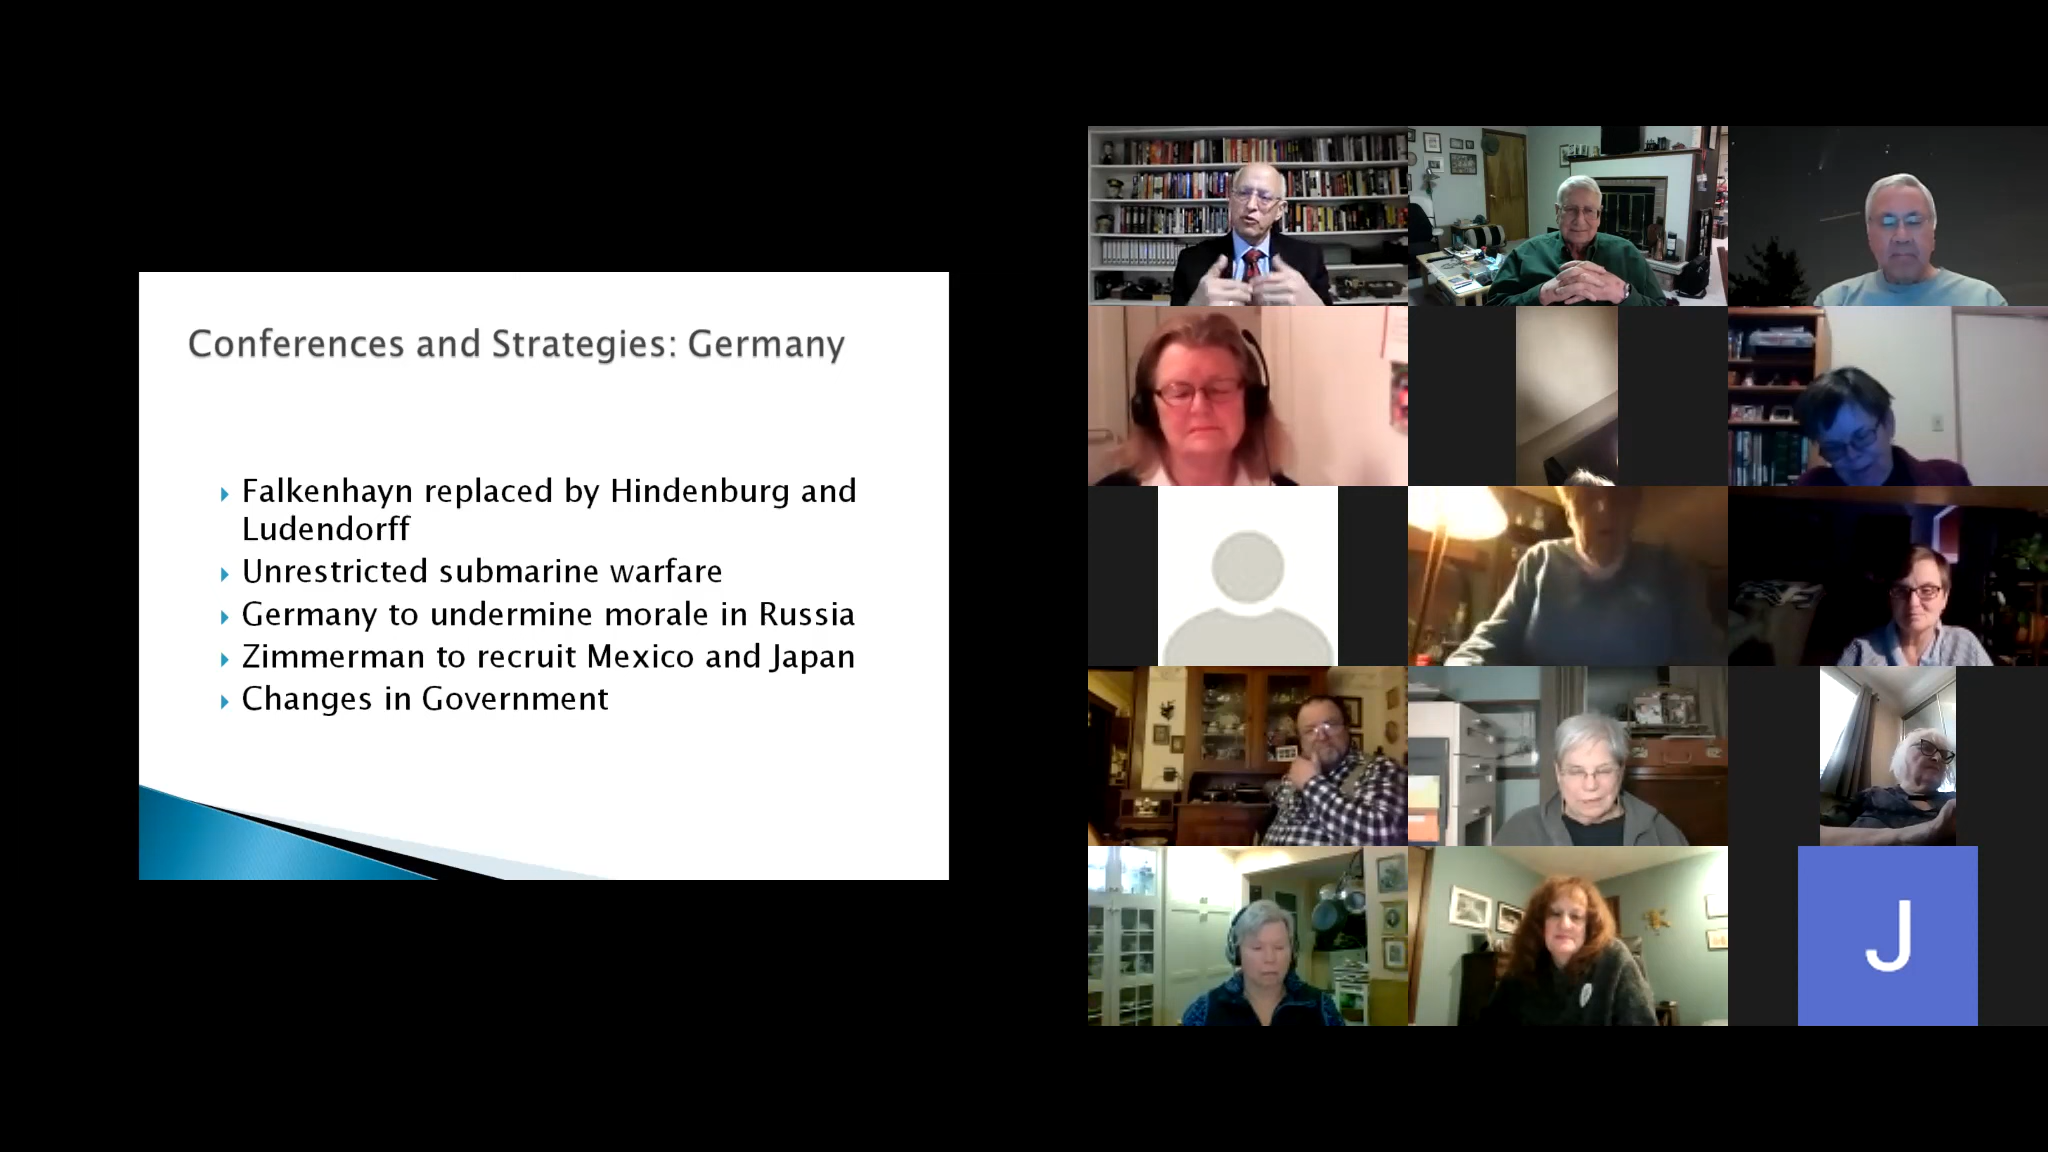 Conferences and Strategies: Germany
Falkenhayn replaced by Hindenburg and
Ludendorff
Unrestricted submarine warfare
Germany to undermine morale in Russia
Zimmerman to recruit Mexico and Japan
Changes in Government
J